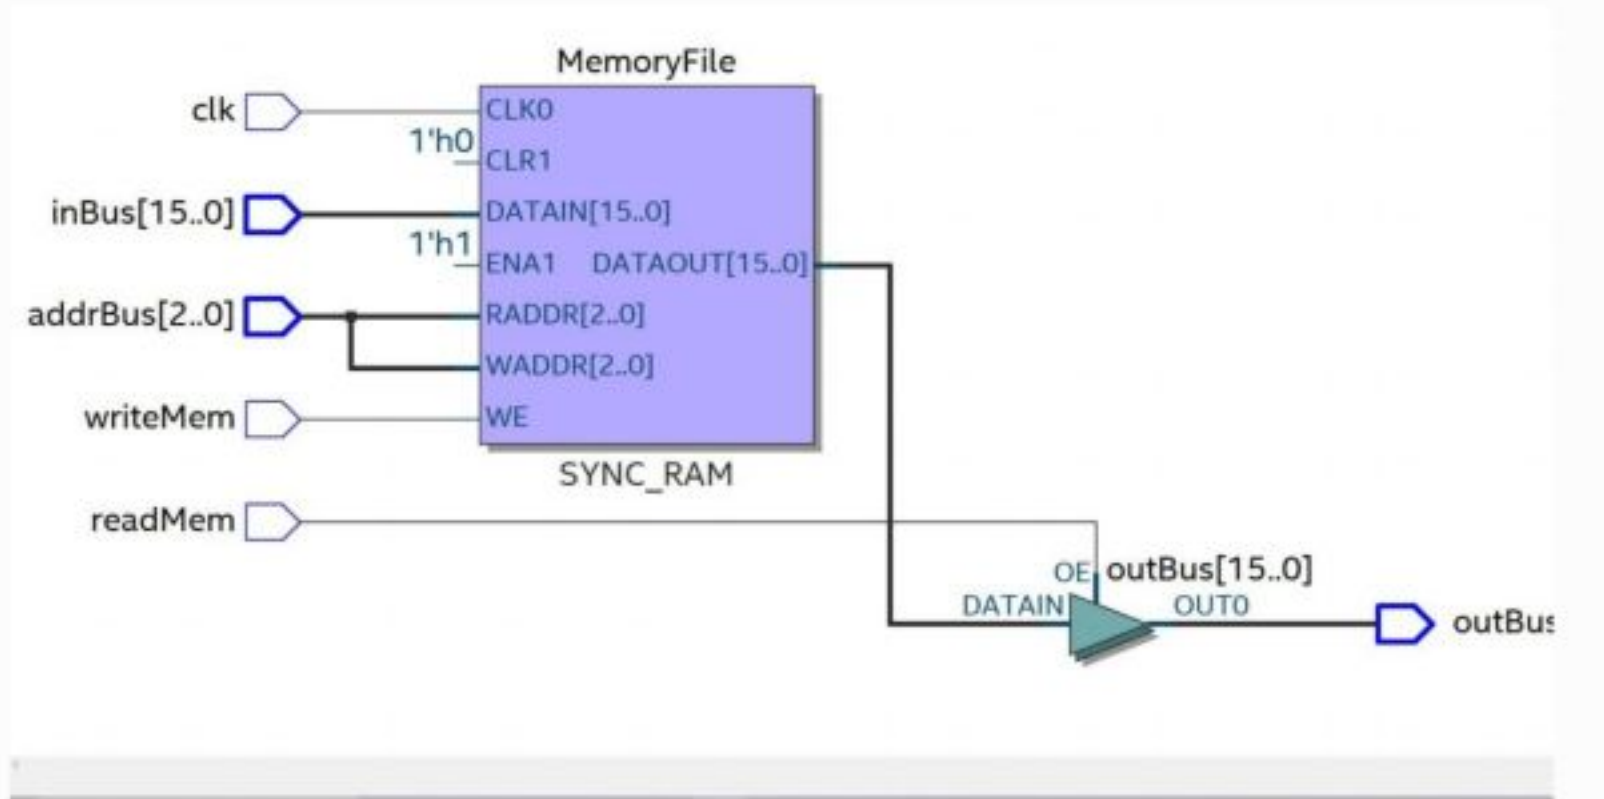 MemoryFile
clk
CLK0
1'h0
CLR1
inBus[15..0]
DATAIN[15..0]
1'h1
ENA1 DATAOUT[15..0]
addrBus[2..0]
RADDR[2..0]
WADDR[2..0]
writeMem
WE
SYNC_RAM
readMem
OE outBus[15..0]
DATAIN OUT0
outBus